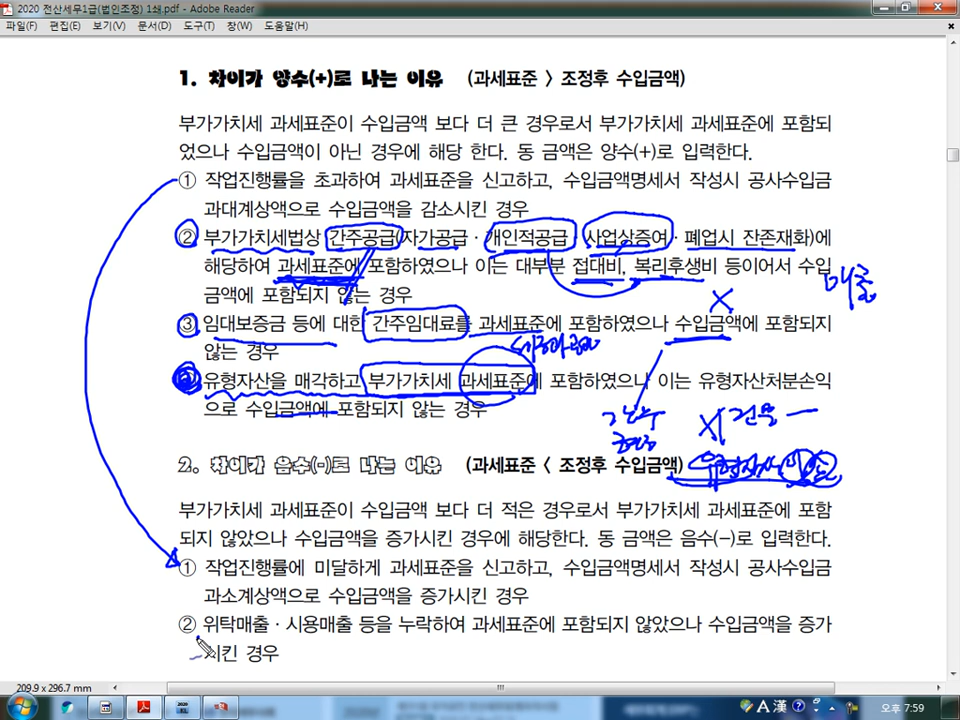 2020 전산세무1급(법인조정) 1쇄.pdf - Adobe Reader
파일(F) 편집(E) 보기(V) 문서(D) 도구(T) 창(W) 도움말(H)
1. 차이가 양수(+)로 나는 이유 (과세표준 > 조정후 수입금액)
부가가치세 과세표준이 수입금액 보다 더 큰 경우로서 부가가치세 과세표준에 포함되
었으나 수입금액이 아닌 경우에 해당 한다. 동 금액은 양수(+)로 입력한다.
① 작업진행률을 초과하여 과세표준을 신고하고, 수입금액명세서 작성시 공사수입금
과대계상액으로 수입금액을 감소시킨 경우
② 부가가치세법상 간주공급(자가공급 · 개인적공급 · 사업상증여 · 폐업시 잔존재화)에
해당하여 과세표준에 포함하였으나 이는 대부분 접대비, 복리후생비 등이어서 수입
금액에 포함되지 않는 경우
매출
③ 임대보증금 등에 대한 간주임대료를 과세표준에 포함하였으나 수입금액에 포함되지
않는 경우
유형자산을 매각하고 부가가치세 과세표준에 포함하였으나 이는 유형자산처분손익
으로 수입금액에 포함되지 않는 경우
건물
2. 차이가 음수(-)로 나는 이유 (과세표준 < 조정후 수입금액)
부가가치세 과세표준이 수입금액 보다 더 적은 경우로서 부가가치세 과세표준에 포함
되지 않았으나 수입금액을 증가시킨 경우에 해당한다. 동 금액은 음수(-)로 입력한다.
① 작업진행률에 미달하게 과세표준을 신고하고, 수입금액명세서 작성시 공사수입금
과소계상액으로 수입금액을 증가시킨 경우
② 위탁매출 · 시용매출 등을 누락하여 과세표준에 포함되지 않았으나 수입금액을 증가
시킨 경우
209.9 x 296.7 mm
A 漢
오후 7:59